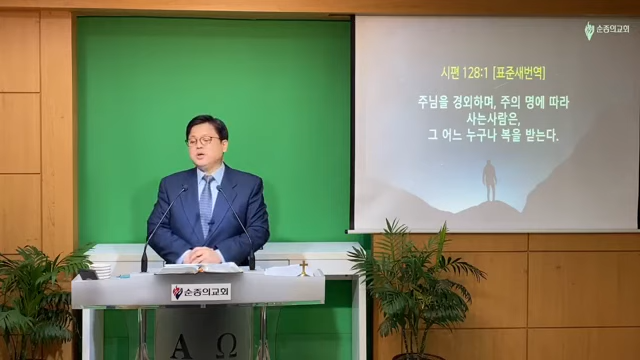 순종의교회
시편 128:1 [표준새번역]
주님을 경외하며, 주의 명에 따라
사는사람은,
그 어느 누구나 복을 받는다.
순종의교회
Α Ω